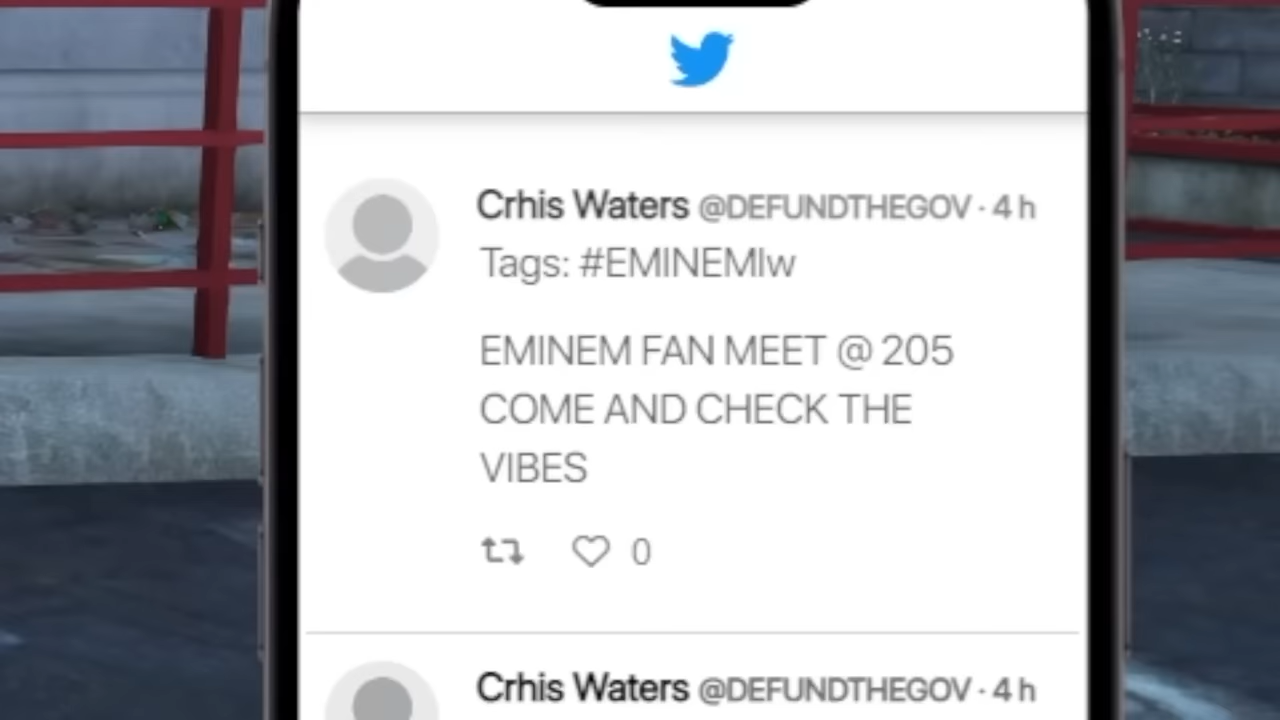 Crhis Waters @DEFUNDTHEGOV · 4 h
Tags: #EMINEMlw
EMINEM FAN MEET @ 205
COME AND CHECK THE
VIBES
0
Crhis Waters @DEFUNDTHEGOV · 4 h